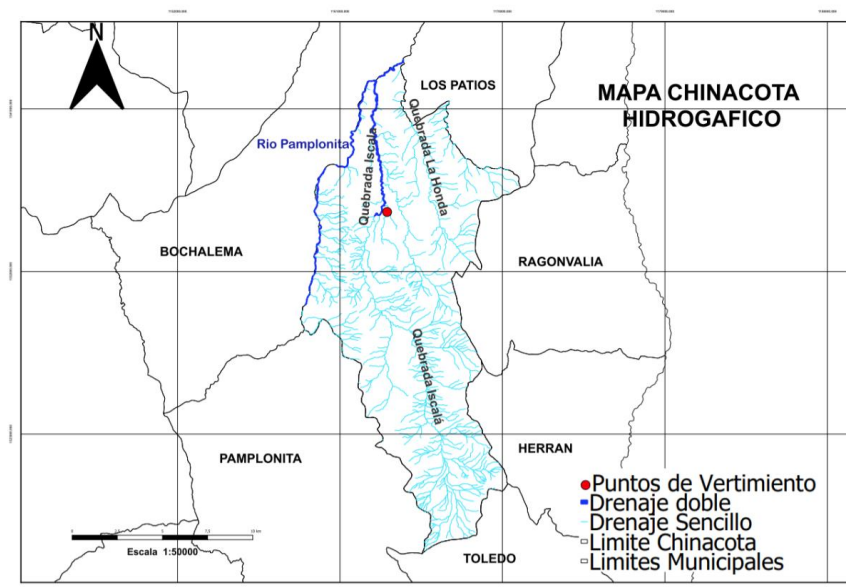 N
LOS PATIOS
MAPA CHINACOTA
HIDROGAFICO
Rio Pamplonita
Quebrada Iscala
Quebrada La Honda
BOCHALEMA
RAGONVALIA
Quebrada Iscalá
PAMPLONITA
HERRAN
Puntos de Vertimiento
Drenaje doble
Drenaje Sencillo
Limite Chinacota
Limites Municipales
Escala 1:50000
TOLEDO